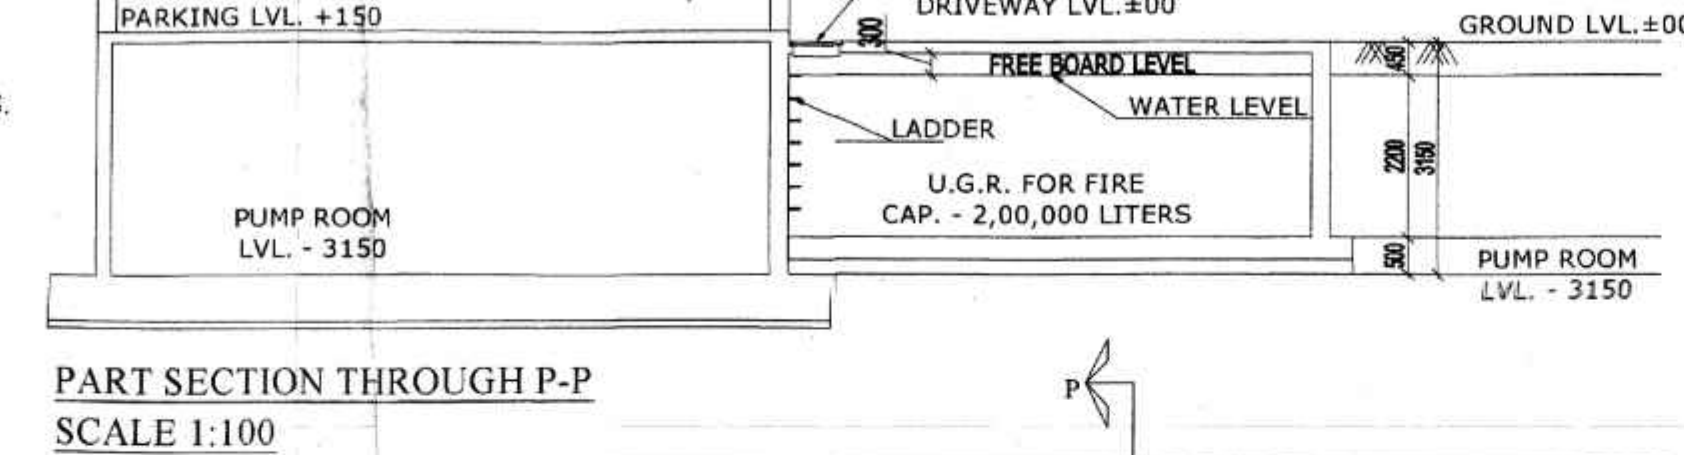 PARKING LVL. +150
DRIVEWAY LVL.±00
GROUND LVL.±00
300
FREE BOARD LEVEL
450
WATER LEVEL
LADDER
2200
3150
U.G.R. FOR FIRE
CAP. - 2,00,000 LITERS
PUMP ROOM
LVL. - 3150
500
PUMP ROOM
LVL. - 3150
PART SECTION THROUGH P-P
SCALE 1:100
P